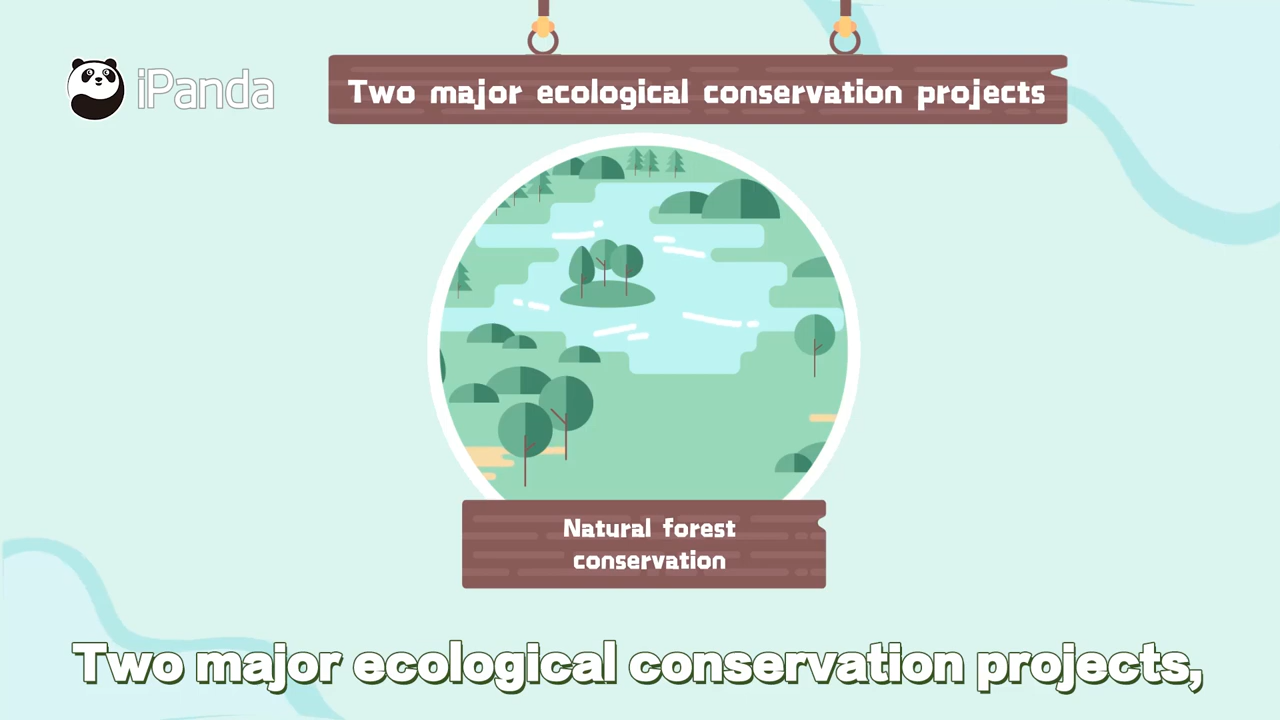 iPanda
Two major ecological conservation projects
Natural forest
conservation
Two major ecological conservation projects,